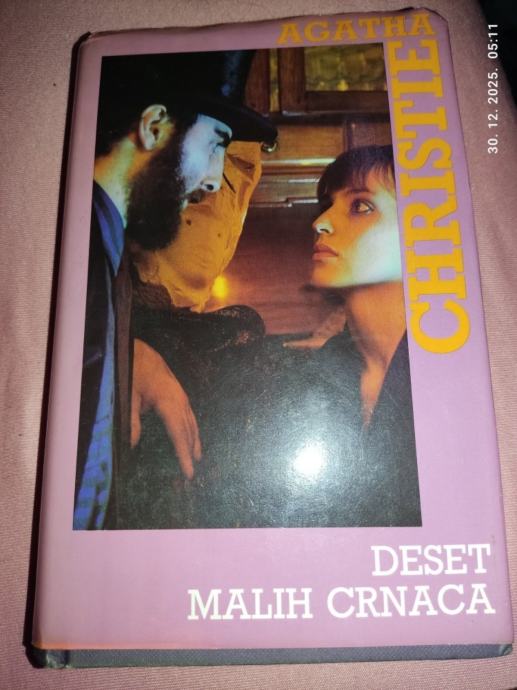 AGATHA
CHRISTIE
DESET
MALIH CRNACA
30. 12. 2025. 05:11